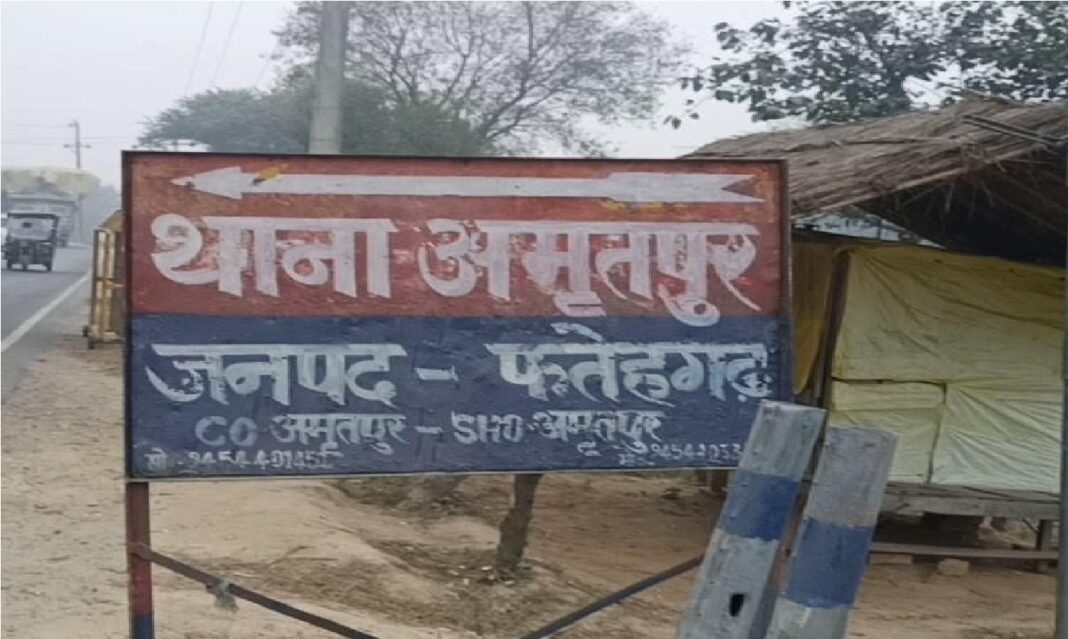 थाना अमृतपुर
जनपद - फतेहगढ़
CO अमृतपुर - SHO-अमृतपुर
मो -